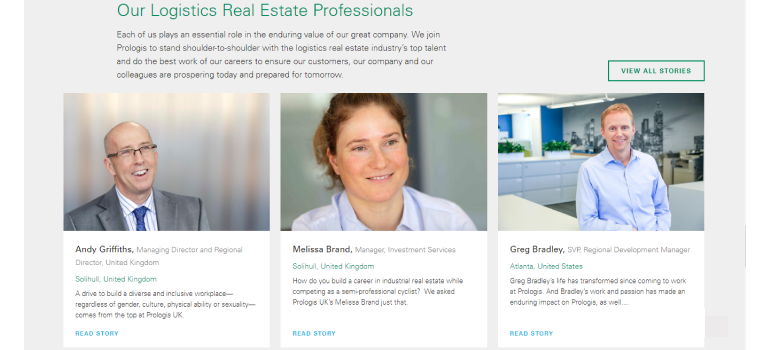 Our Logistics Real Estate Professionals
Each of us plays an essential role in the enduring value of our great company. We join
Prologis to stand shoulder-to-shoulder with the logistics real estate industry's top talent
and do the best work of our careers to ensure our customers, our company and our
colleagues are prospering today and prepared for tomorrow.
VIEW ALL STORIES
Andy Griffiths, Managing Director and Regional
Director, United Kingdom
Solihull, United Kingdom
A drive to build a diverse and inclusive workplace—
regardless of gender, culture, physical ability or sexuality—
comes from the top at Prologis UK.
READ STORY
Melissa Brand, Manager, Investment Services
Solihull, United Kingdom
How do you build a career in industrial real estate while
competing as a semi-professional cyclist? We asked
Prologis UK's Melissa Brand just that.
READ STORY
Greg Bradley, SVP, Regional Development Manager
Atlanta, United States
Greg Bradley's life has transformed since coming to work
at Prologis. And Bradley's work and passion has made an
enduring impact on Prologis, as well....
READ STORY